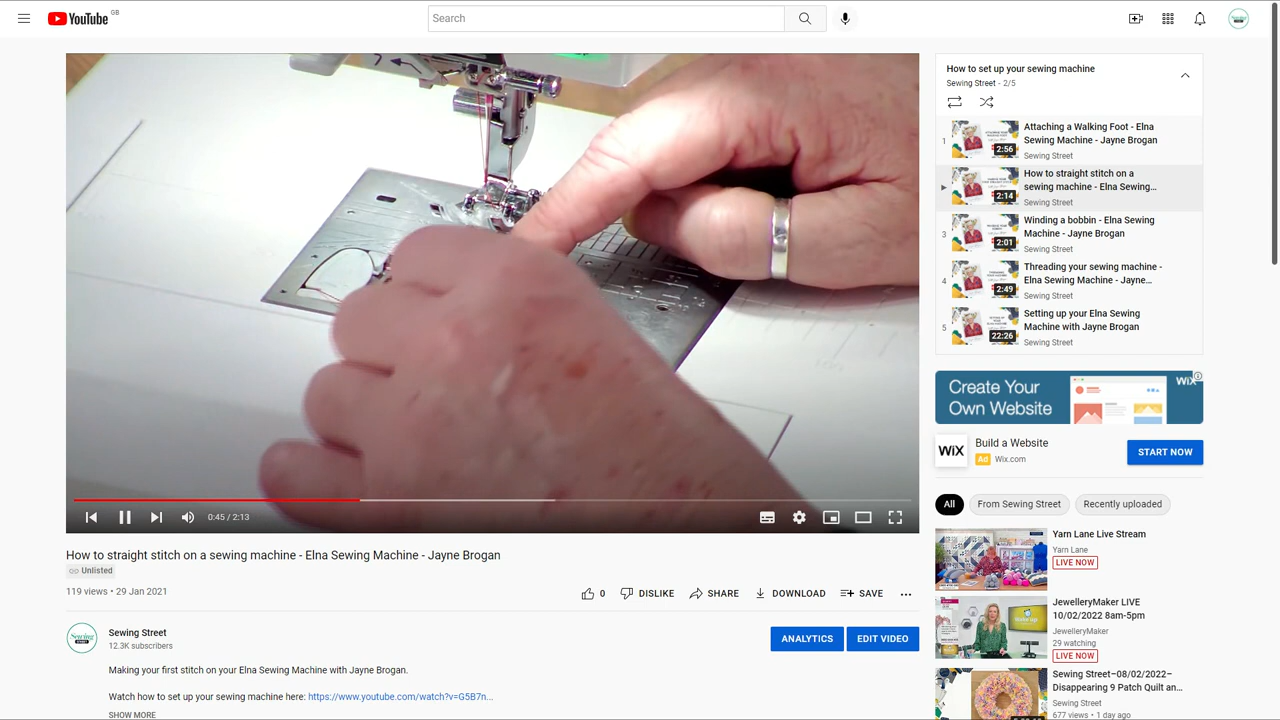 YouTube GB
Search
How to set up your sewing machine
Sewing Street - 2/5
1
2:56
Attaching a Walking Foot - Elna
Sewing Machine - Jayne Brogan
Sewing Street
2:14
How to straight stitch on a
sewing machine - Elna Sewing...
Sewing Street
3
2:01
Winding a bobbin - Elna Sewing
Machine - Jayne Brogan
Sewing Street
4
2:49
Threading your sewing machine -
Elna Sewing Machine - Jayne...
Sewing Street
5
22:26
Setting up your Elna Sewing
Machine with Jayne Brogan
Sewing Street
Create Your
Own Website
WiX
WiX
Build a Website
Ad Wix.com
START NOW
All
From Sewing Street
Recently uploaded
Yarn Lane Live Stream
Yarn Lane
LIVE NOW
JewelleryMaker LIVE
10/02/2022 8am-5pm
JewelleryMaker
29 watching
LIVE NOW
Sewing Street–08/02/2022–
Disappearing 9 Patch Quilt an...
Sewing Street
677 views • 1 day ago
0:45 / 2:13
How to straight stitch on a sewing machine - Elna Sewing Machine - Jayne Brogan
Unlisted
119 views • 29 Jan 2021
0
DISLIKE
SHARE
DOWNLOAD
SAVE
Sewing Street
12.3K subscribers
ANALYTICS
EDIT VIDEO
Making your first stitch on your Elna Sewing Machine with Jayne Brogan.
Watch how to set up your sewing machine here: https://www.youtube.com/watch?v=G5B7n...
SHOW MORE